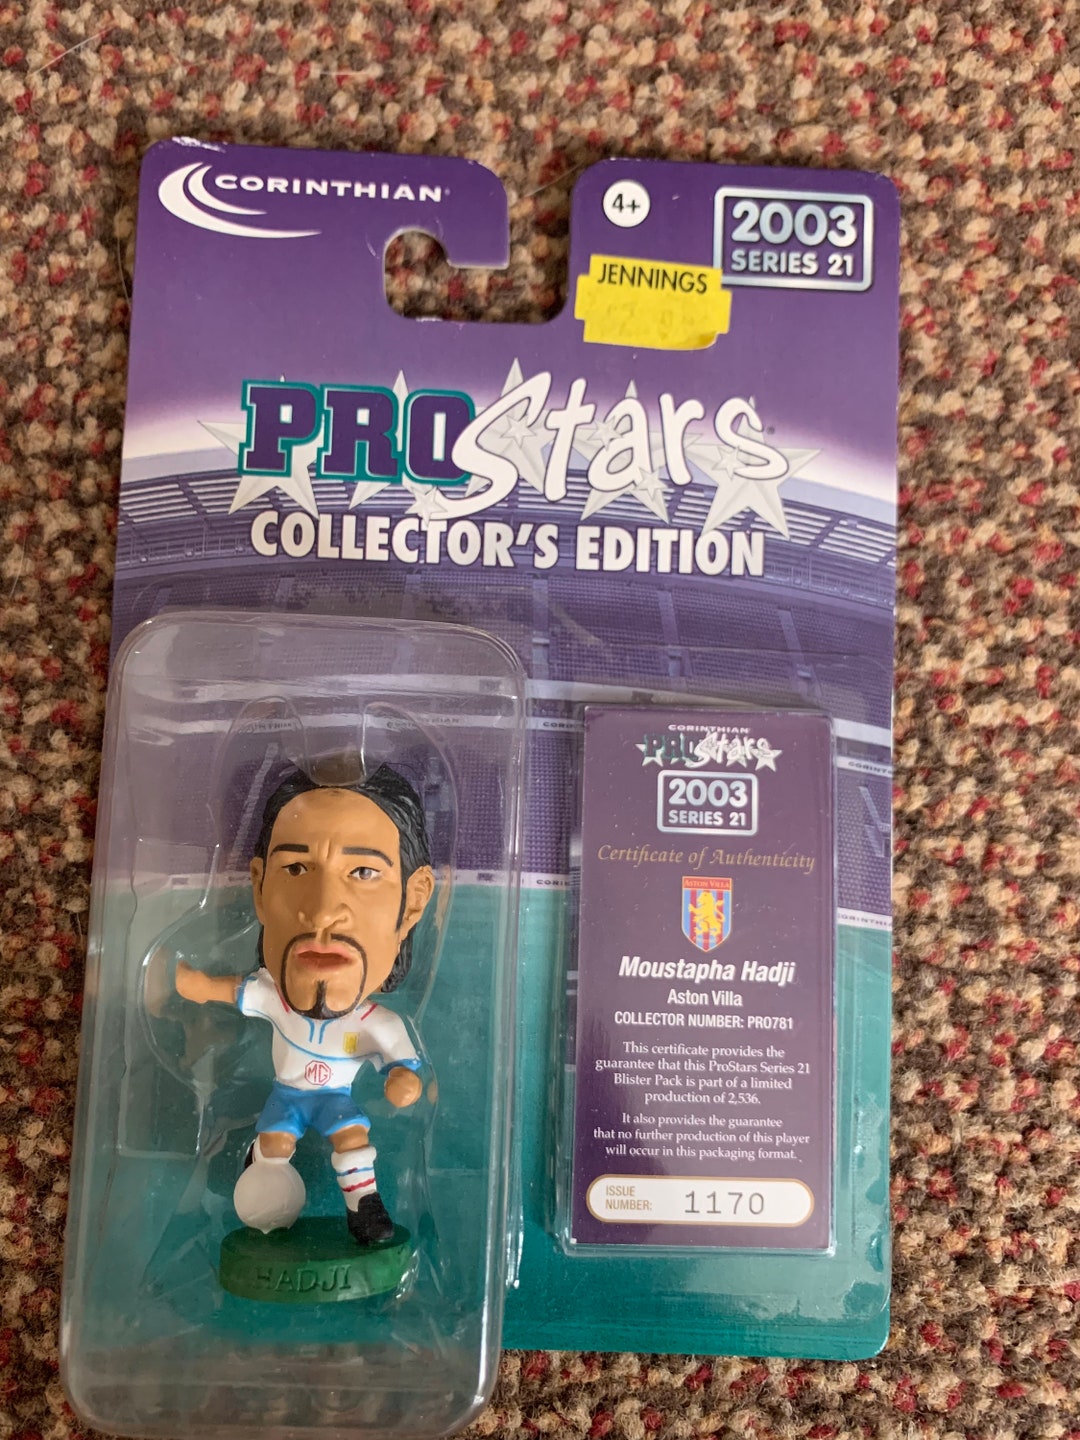 CORINTHIAN
4+
2003
SERIES 21
JENNINGS
PROStars
COLLECTOR'S EDITION
CORINTHIAN
PROStars
2003
SERIES 21
Certificate of Authenticity
ASTON VILLA
Moustapha Hadji
Aston Villa
COLLECTOR NUMBER: PRO781
This certificate provides the
guarantee that this ProStars Series 21
Blister Pack is part of a limited
production of 2,536.
It also provides the guarantee
that no further production of this player
will occur in this packaging format.
ISSUE
NUMBER: 1170
MG
HADJI